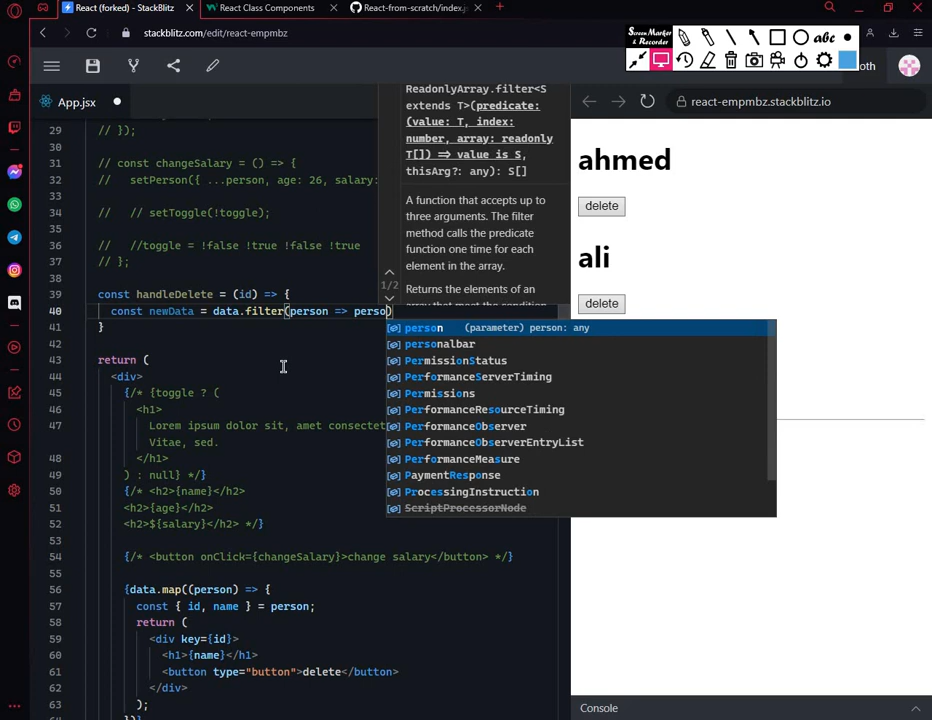 React (forked) - StackBlitz
React Class Components
React-from-scratch/index.js
stackblitz.com/edit/react-empmbz
Screen Marker
& Recorder
abc
App.jsx
react-empmbz.stackblitz.io
29 // });
30
31 // const changeSalary = () => {
32 //   setPerson({ ...person, age: 26, salary:
33
34 //   // setToggle(!toggle);
35
36 //   //toggle = !false !true !false !true
37 // };
38
39 const handleDelete = (id) => {
40   const newData = data.filter(person => perso)
41 }
42
43 return (
44   <div>
45     {/* {toggle ? (
46       <h1>
47         Lorem ipsum dolor sit, amet consectet
Vitae, sed.
48       </h1>
49     ) : null} */}
50     {/* <h2>{name}</h2>
51     <h2>{age}</h2>
52     <h2>${salary}</h2> */}
53
54     {/* <button onClick={changeSalary}>change salary</button> */}
55
56     {data.map((person) => {
57       const { id, name } = person;
58       return (
59         <div key={id}>
60           <h1>{name}</h1>
61           <button type="button">delete</button>
62         </div>
63       );
ReadonlyArray.filter<S
extends T>(predicate:
(value: T, index:
number, array: readonly
T[]) => value is S,
thisArg?: any): S[]
A function that accepts up to
three arguments. The filter
method calls the predicate
function one time for each
element in the array.
1/2
Returns the elements of an
array that meet the condition
person (parameter) person: any
personalbar
PermissionStatus
PerformanceServerTiming
Permissions
PerformanceResourceTiming
PerformanceObserver
PerformanceObserverEntryList
PerformanceMeasure
PaymentResponse
ProcessingInstruction
ScriptProcessorNode
ahmed
delete
ali
delete
Console